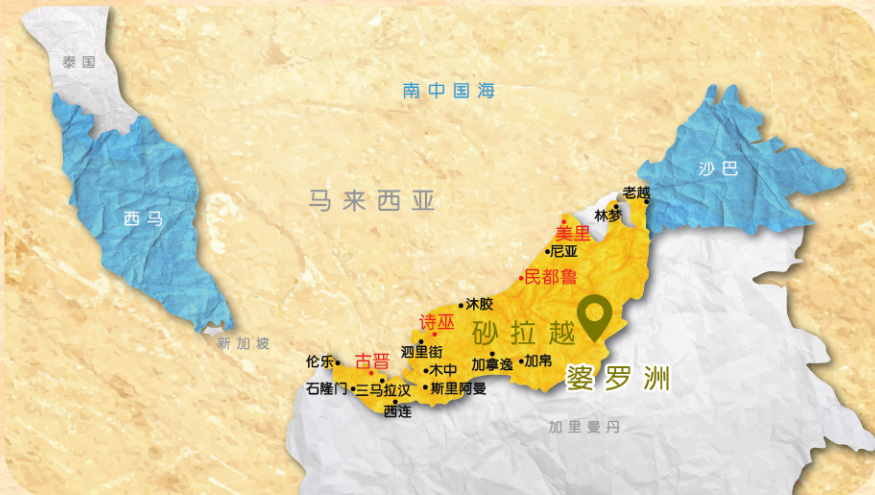 泰国
南中国海
沙巴
老越
马来西亚
林梦
西马
美里
尼亚
民都鲁
沐胶
诗巫
砂拉越
新加坡
泗里街
古晋
伦乐
加拿逸
加帛
木中
婆罗洲
石隆门
三马拉汉
斯里阿曼
西连
加里曼丹